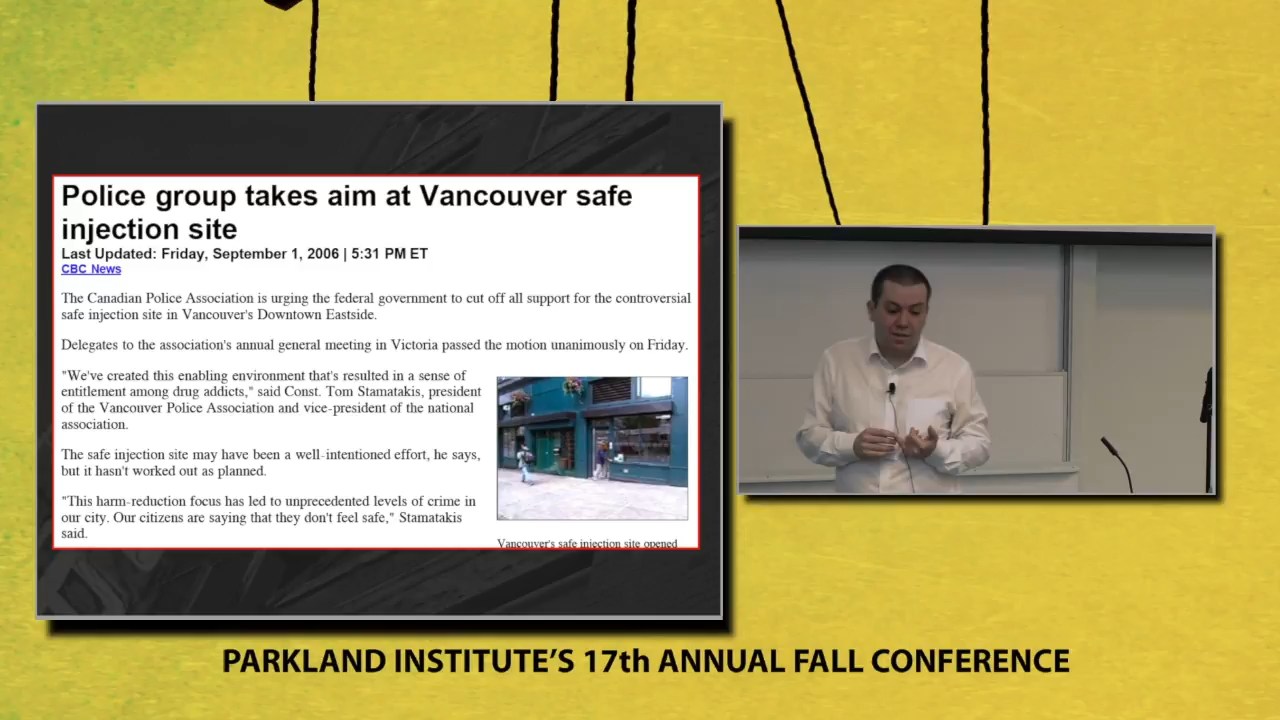 Police group takes aim at Vancouver safe
injection site
Last Updated: Friday, September 1, 2006 | 5:31 PM ET
CBC News
The Canadian Police Association is urging the federal government to cut off all support for the controversial
safe injection site in Vancouver's Downtown Eastside.
Delegates to the association's annual general meeting in Victoria passed the motion unanimously on Friday.
"We've created this enabling environment that's resulted in a sense of
entitlement among drug addicts," said Const. Tom Stamatakis, president
of the Vancouver Police Association and vice-president of the national
association.
The safe injection site may have been a well-intentioned effort, he says,
but it hasn't worked out as planned.
"This harm-reduction focus has led to unprecedented levels of crime in
our city. Our citizens are saying that they don't feel safe," Stamatakis
said.
Vancouver's safe injection site opened
PARKLAND INSTITUTE'S 17th ANNUAL FALL CONFERENCE